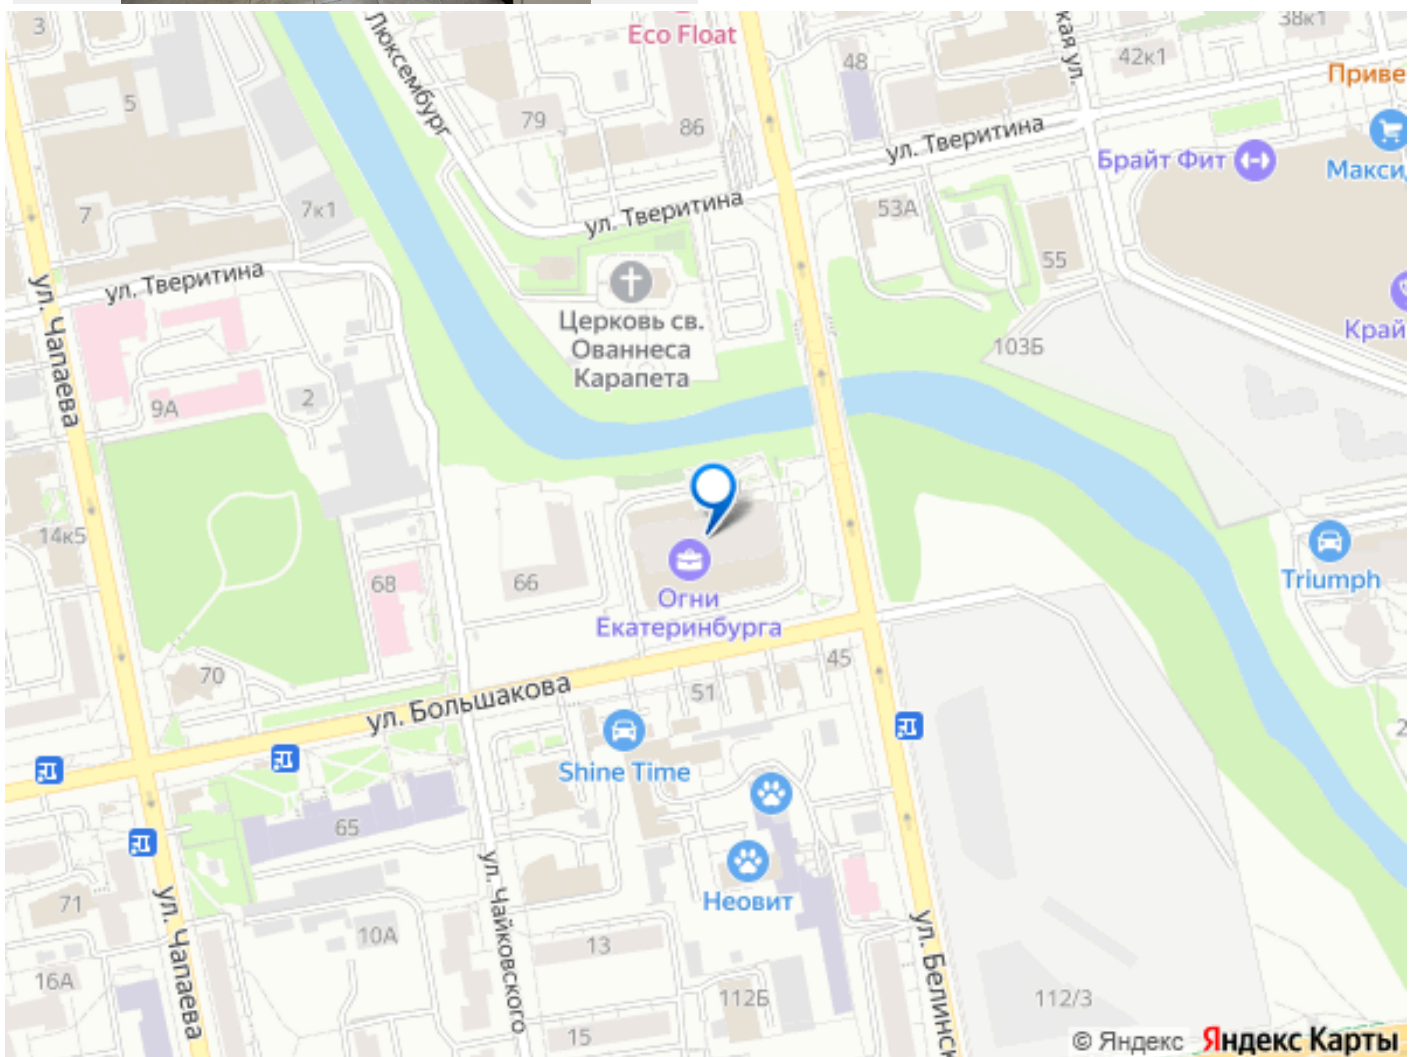 3
Люксембург
Eco Float
кая ул.
38к1
48
42к1
Приве
5
79
86
ул. Тверитина
Брайт Фит
Макси
7
7к1
ул. Тверитина
53А
55
ул. Тверитина
ул. Чапаева
Церковь св.
Ованнеса
Карапета
103Б
Край
9А
2
14к5
68
66
Огни
Екатеринбурга
Triumph
70
ул. Большакова
51
45
2
Shine Time
65
Неовит
71
ул. Чапаева
10А
ул. Чайковского
13
ул. Белинск
16А
112Б
112/3
15
© Яндекс Яндекс Карты